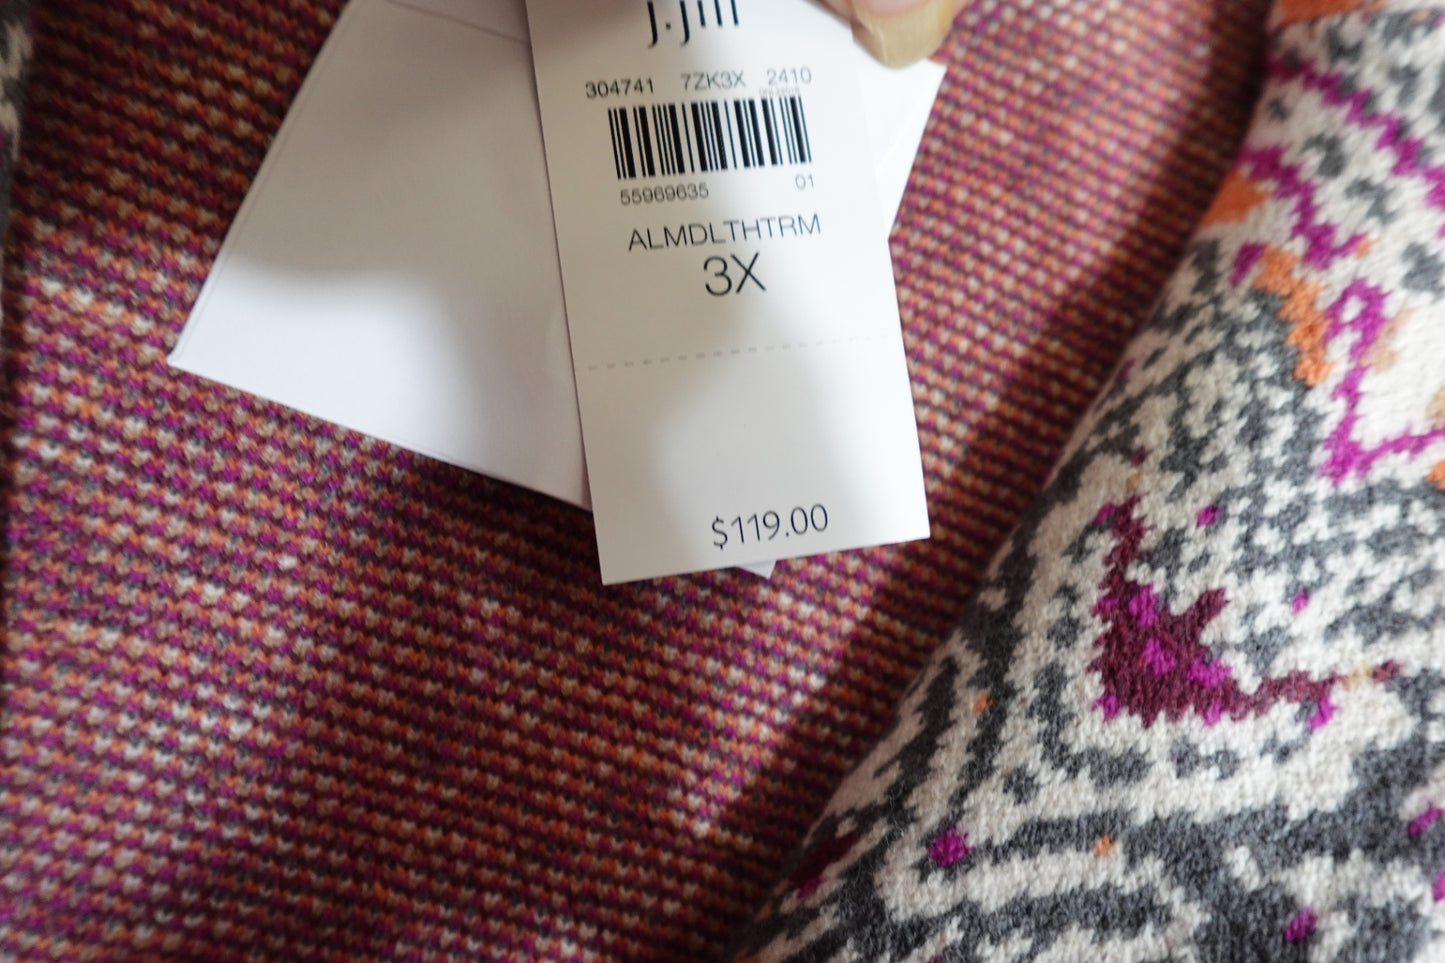 J.Jill
304741 7ZK3X 2410
55969635 01
ALMDLTHTRM
3X
$119.00